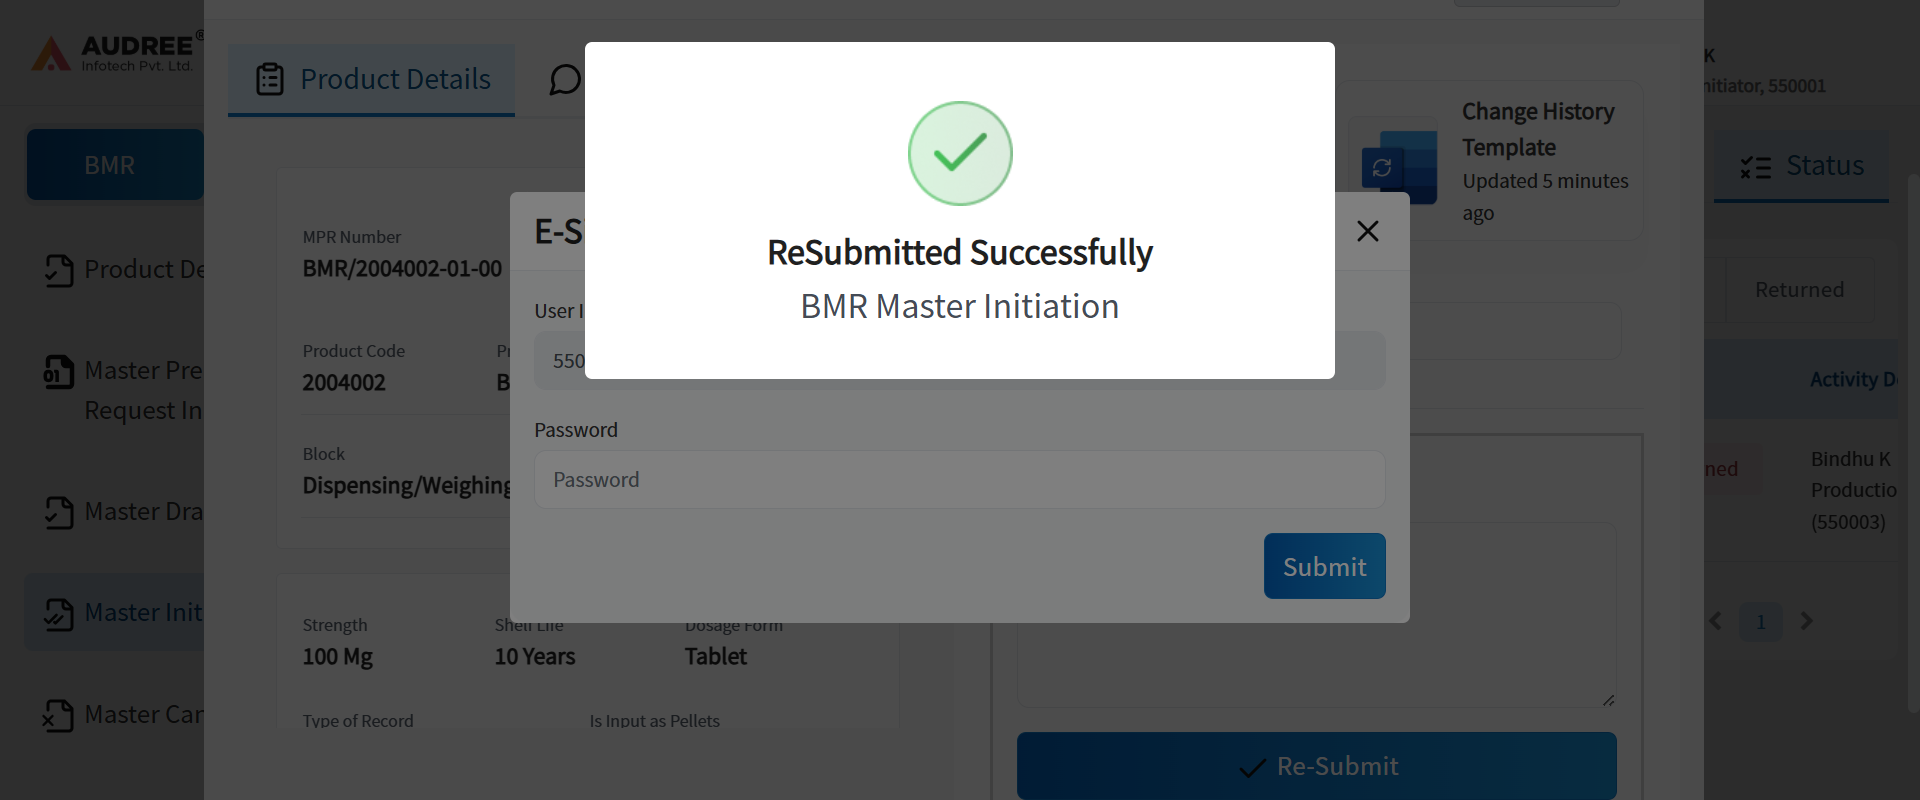 AUDREE®
Infotech Pvt. Ltd.
BMR
Product De
Master Pre
Request In
Master Dra
Master Init
Master Car
Product Details
MPR Number
BMR/2004002-01-00
Product Code
2004002
Block
Dispensing/Weighing
Strength
100 Mg
Shelf Life
10 Years
Dosage Form
Tablet
Type of Record
Is Input as Pellets
ReSubmitted Successfully
BMR Master Initiation
E-S
User I
550
Password
Password
Submit
Change History
Template
Updated 5 minutes
ago
Re-Submit
K
nitiator, 550001
Status
Returned
Activity D
ned
Bindhu K
Productio
(550003)
1